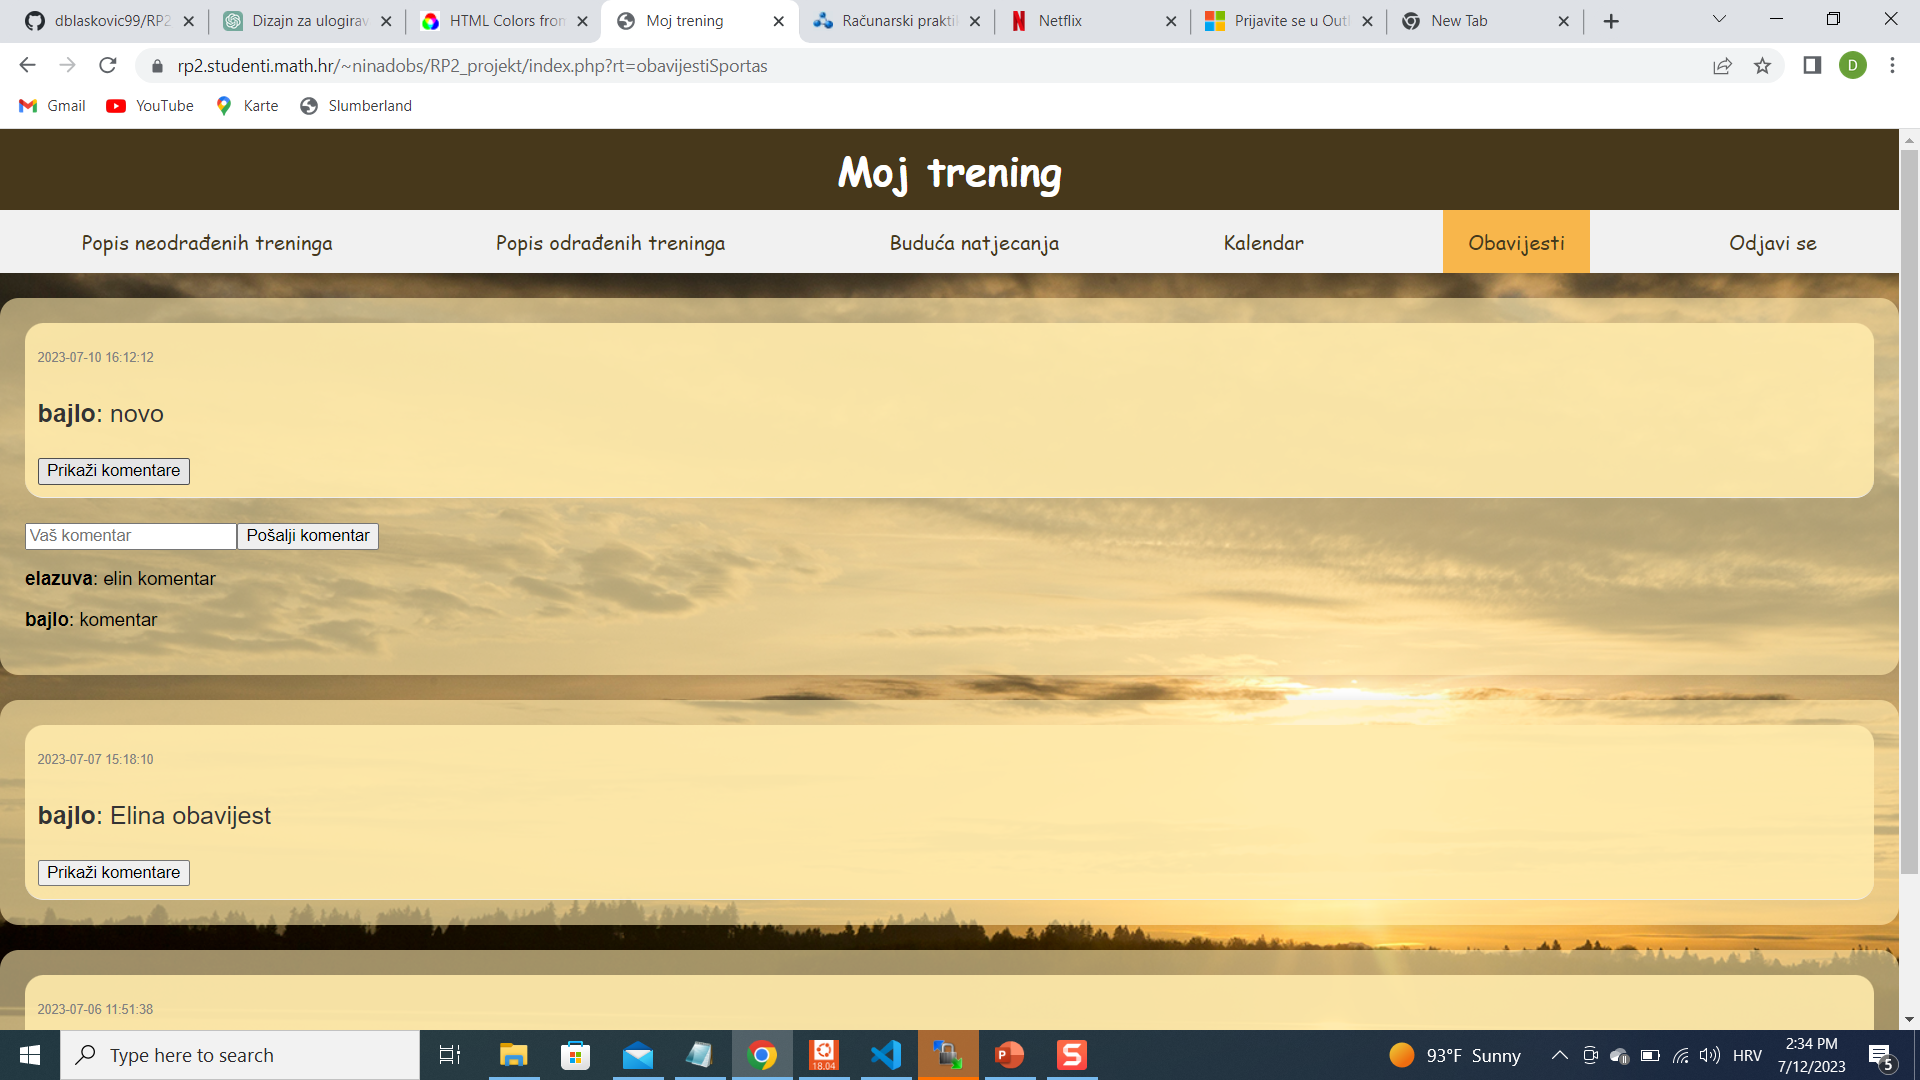 dblaskovic99/RP2
Dizajn za ulogirav
HTML Colors from
Moj trening
Računarski prakti
Netflix
Prijavite se u Outl
New Tab
rp2.studenti.math.hr/~ninadobs/RP2_projekt/index.php?rt=obavijestiSportas
D
Gmail
YouTube
Karte
Slumberland
Moj trening
Popis neodrađenih treninga
Popis odrađenih treninga
Buduća natjecanja
Kalendar
Obavijesti
Odjavi se
2023-07-10 16:12:12
bajlo: novo
Prikaži komentare
Vaš komentar
Pošalji komentar
elazuva: elin komentar
bajlo: komentar
2023-07-07 15:18:10
bajlo: Elina obavijest
Prikaži komentare
2023-07-06 11:51:38
Type here to search
18.04
93°F Sunny
HRV
2:34 PM
7/12/2023
5